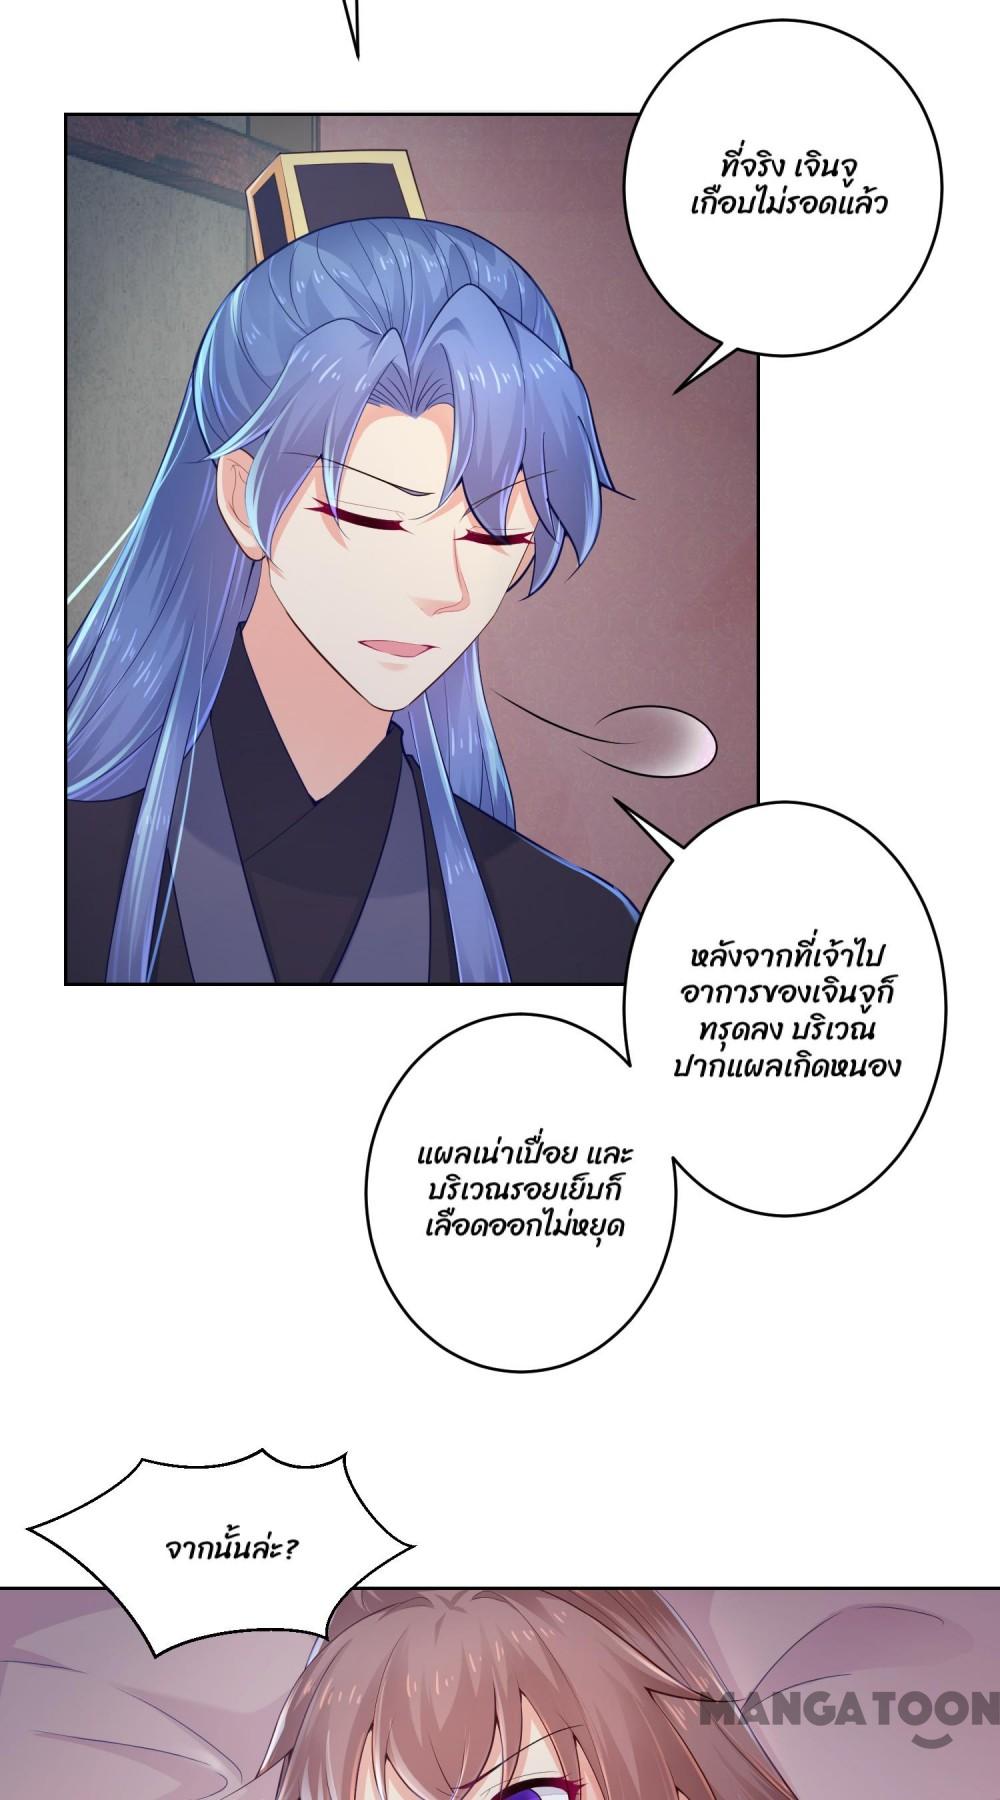 ที่จริง เจินจู
เกือบไม่รอดแล้ว
หลังจากที่เจ้าไป
อาการของเจินจูก็
ทรุดลง บริเวณ
ปากแผลเกิดหนอง
แผลเน่าเปื่อย และ
บริเวณรอยเย็บก็
เลือดออกไม่หยุด
จากนั้นล่ะ?
MANGATOON